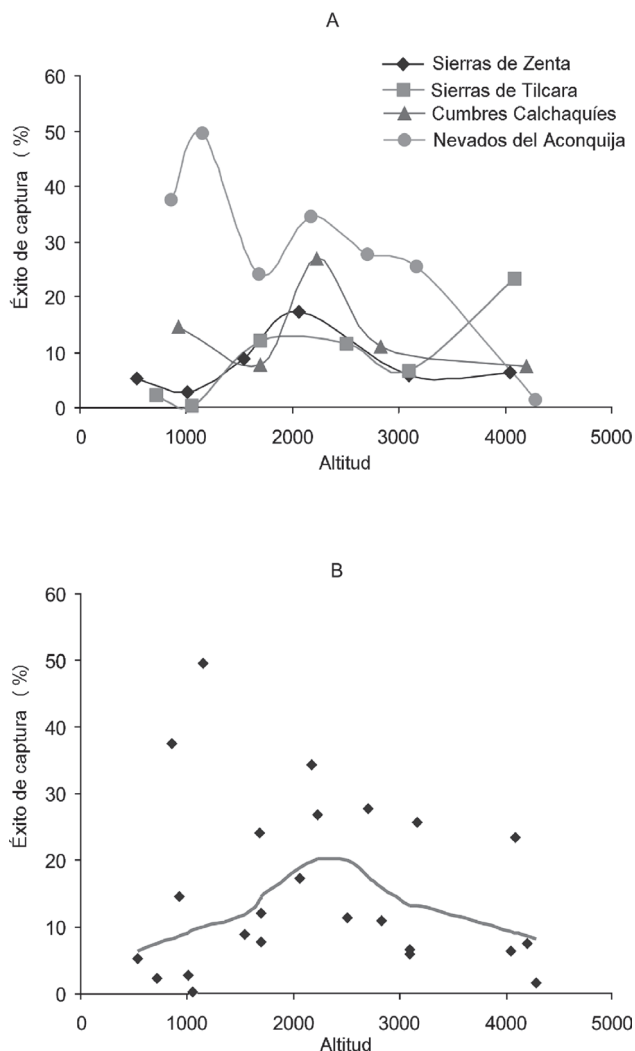 A
Sierras de Zenta
Sierras de Tilcara
Cumbres Calchaquíes
Nevados del Aconquija
Éxito de captura ( %)
60
50
40
30
20
10
0
0 1000 2000 3000 4000 5000
Altitud
B
Éxito de captura ( %)
60
50
40
30
20
10
0
0 1000 2000 3000 4000 5000
Altitud